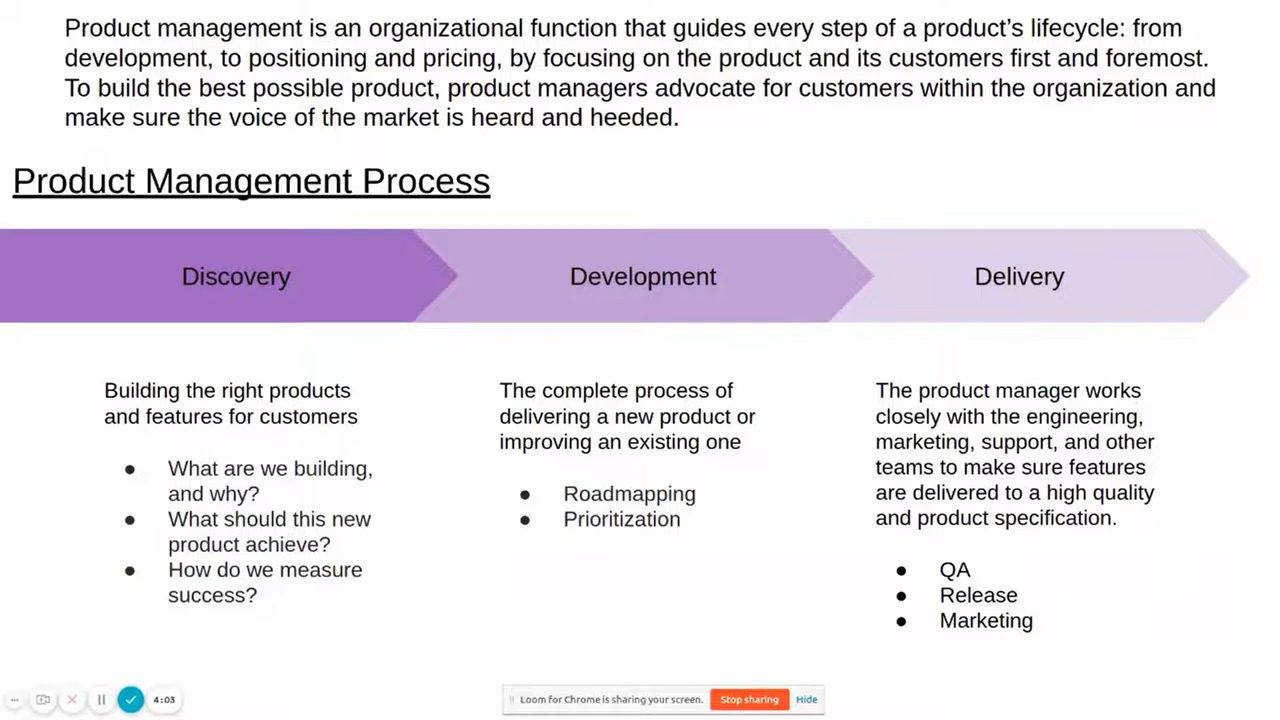 Product management is an organizational function that guides every step of a product’s lifecycle: from
development, to positioning and pricing, by focusing on the product and its customers first and foremost.
To build the best possible product, product managers advocate for customers within the organization and
make sure the voice of the market is heard and heeded.
Product Management Process
Discovery
Development
Delivery
Building the right products
and features for customers
● What are we building,
and why?
● What should this new
product achieve?
● How do we measure
success?
The complete process of
delivering a new product or
improving an existing one
● Roadmapping
● Prioritization
The product manager works
closely with the engineering,
marketing, support, and other
teams to make sure features
are delivered to a high quality
and product specification.
● QA
● Release
● Marketing
4:03
Loom for Chrome is sharing your screen.
Stop sharing
Hide